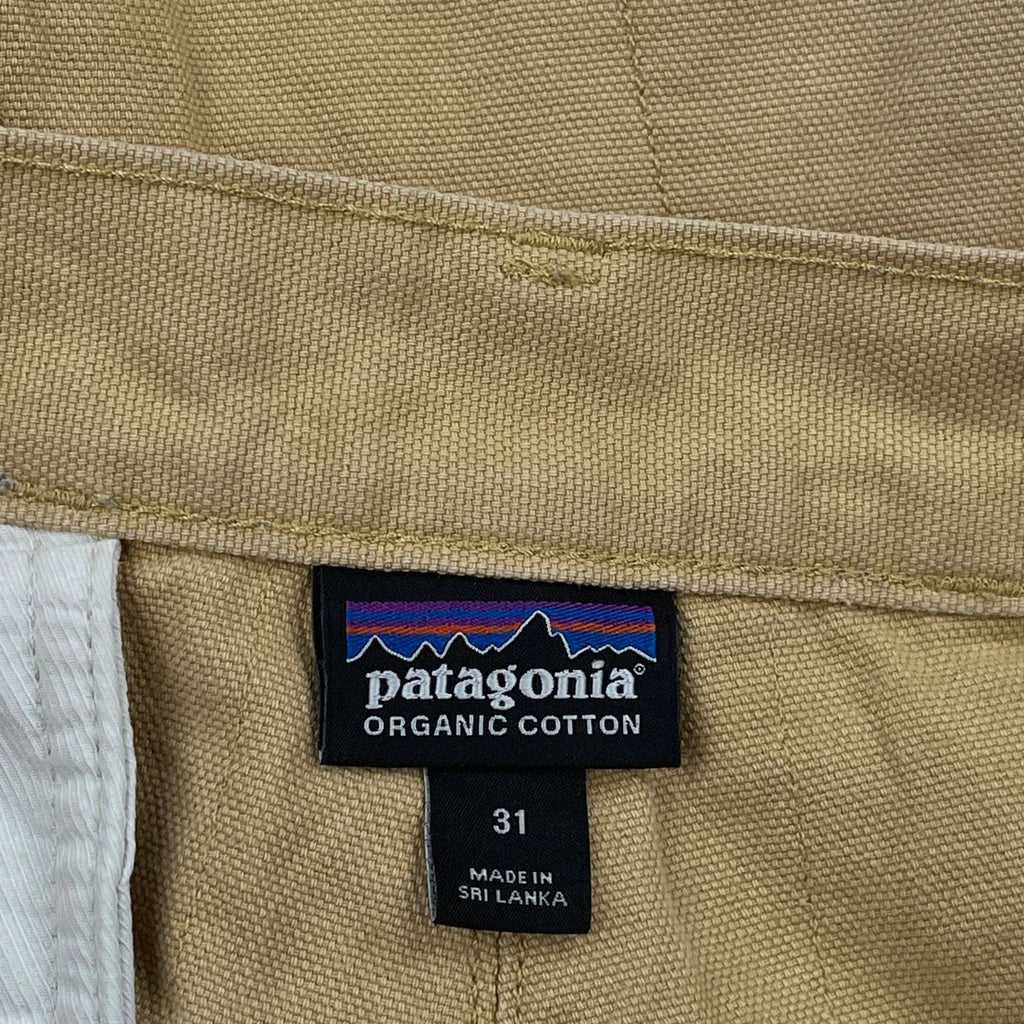 patagonia®
ORGANIC COTTON
31
MADE IN
SRI LANKA